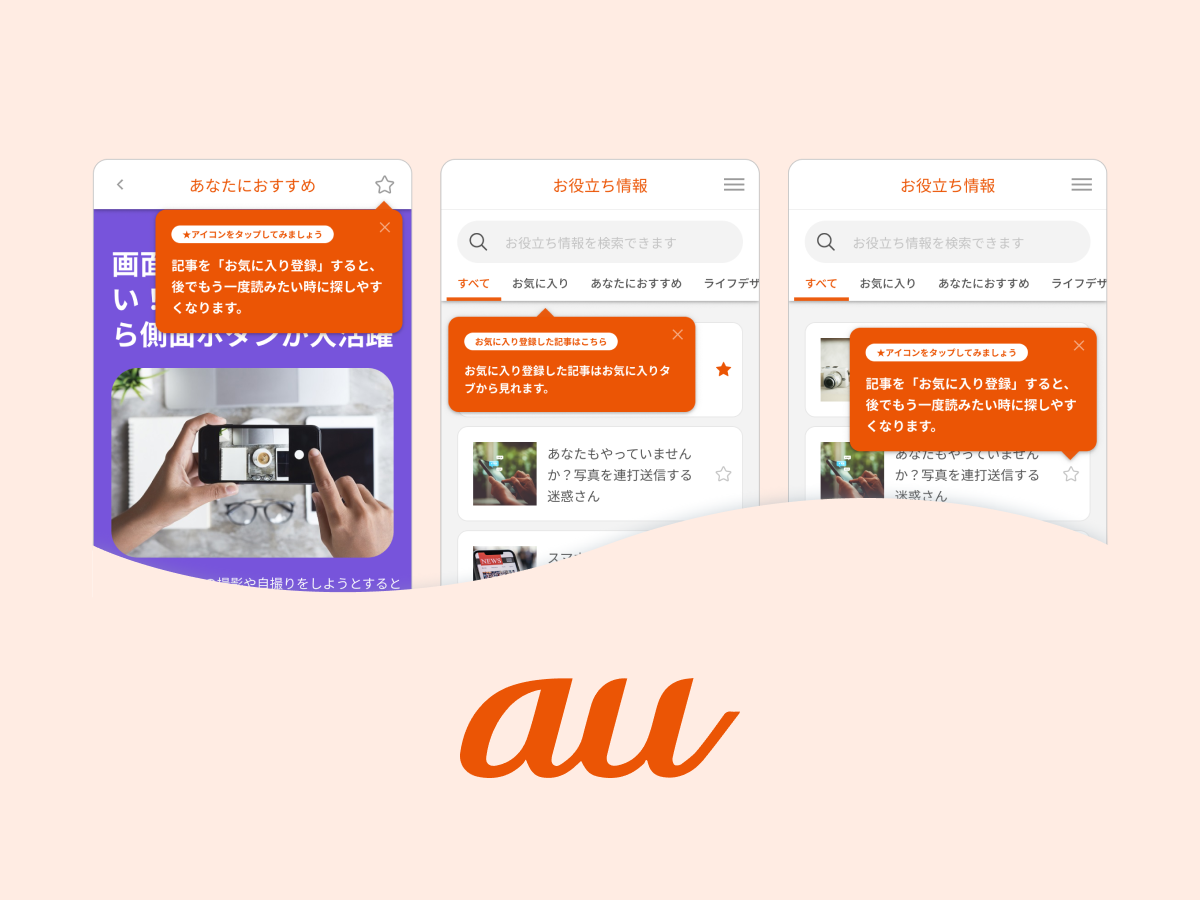 あなたにおすすめ
★アイコンをタップしてみましょう
記事を「お気に入り登録」すると、
後でもう一度読みたい時に探しやす
くなります。
画面
い！
ら側面ボタンが大活躍
撮影や自撮りをしようとすると
お役立ち情報
お役立ち情報を検索できます
すべて
お気に入り
あなたにおすすめ
ライフデザ
お気に入り登録した記事はこちら
お気に入り登録した記事はお気に入りタ
ブから見れます。
あなたもやっていません
か？写真を連打送信する
迷惑さん
NEWS
お役立ち情報
お役立ち情報を検索できます
すべて
お気に入り
あなたにおすすめ
ライフデザ
★アイコンをタップしてみましょう
記事を「お気に入り登録」すると、
後でもう一度読みたい時に探しやす
くなります。
あなたもやっていません
か？写真を連打送信する
迷惑さん
au